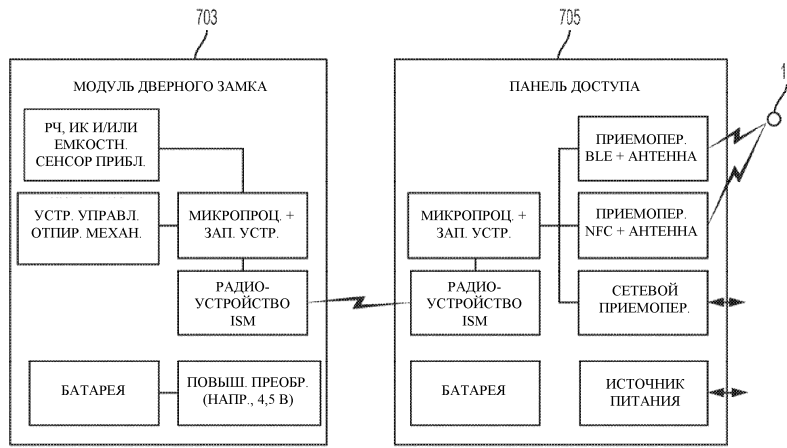 703
705
1
МОДУЛЬ ДВЕРНОГО ЗАМКА
РЧ, ИК И/ИЛИ
ЕМКОСТН.
СЕНСОР ПРИБЛ.
УСТР. УПРАВЛ.
ОТПИР. МЕХАН.
МИКРОПРОЦ. +
ЗАП. УСТР.
РАДИО-
УСТРОЙСТВО
ISM
БАТАРЕЯ
ПОВЫШ. ПРЕОБР.
(НАПР., 4,5 В)
ПАНЕЛЬ ДОСТУПА
ПРИЕМОПЕР.
BLE + АНТЕННА
МИКРОПРОЦ. +
ЗАП. УСТР.
ПРИЕМОПЕР.
NFC + АНТЕННА
РАДИО-
УСТРОЙСТВО
ISM
СЕТЕВОЙ
ПРИЕМОПЕР.
БАТАРЕЯ
ИСТОЧНИК
ПИТАНИЯ